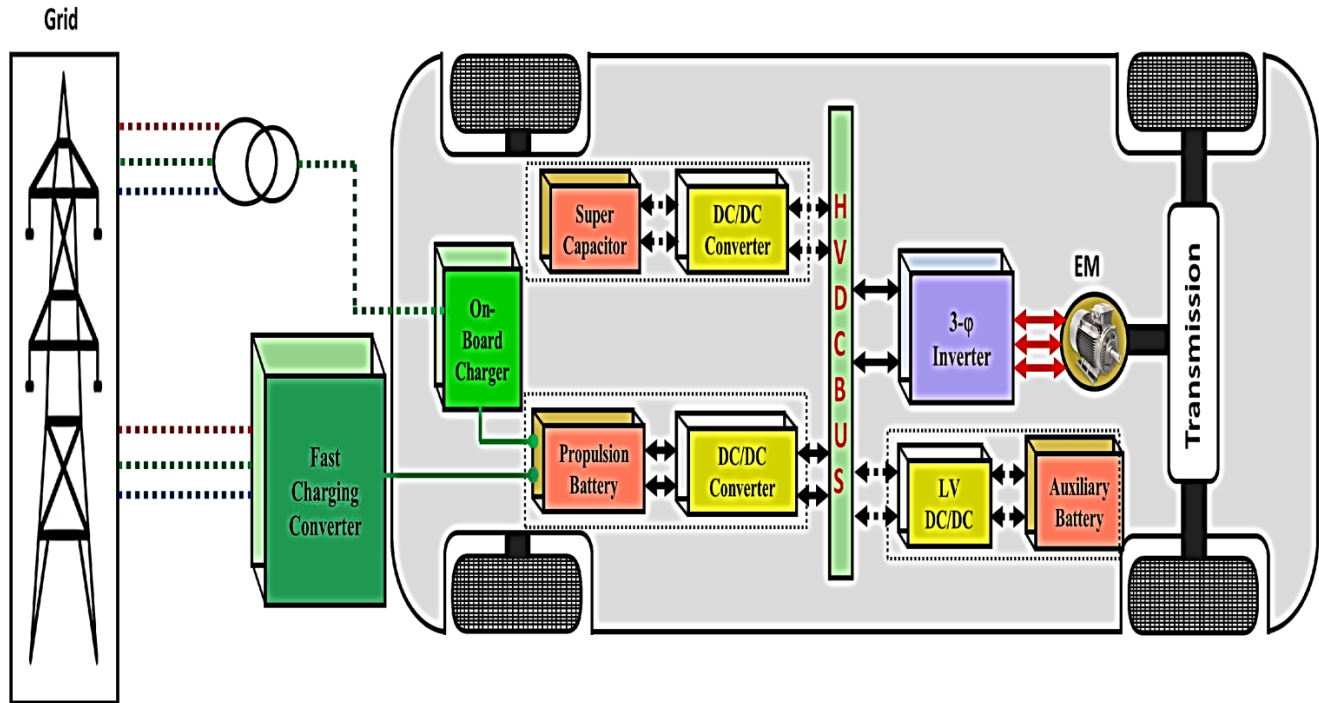 Grid
Super
Capacitor
DC/DC
Converter
On-
Board
Charger
Fast
Charging
Converter
Propulsion
Battery
DC/DC
Converter
H
V
D
C
B
U
S
3-φ
Inverter
EM
LV
DC/DC
Auxiliary
Battery
Transmission